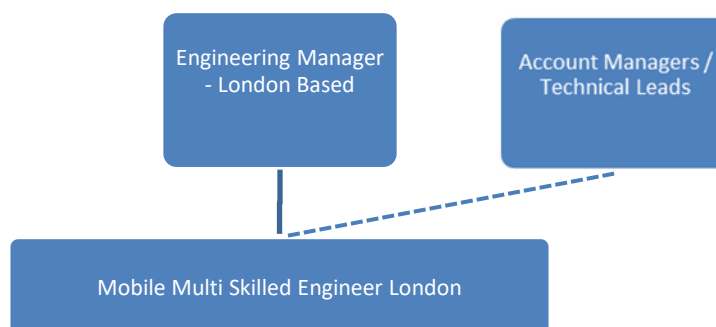 Engineering Manager
- London Based
Account Managers /
Technical Leads
Mobile Multi Skilled Engineer London